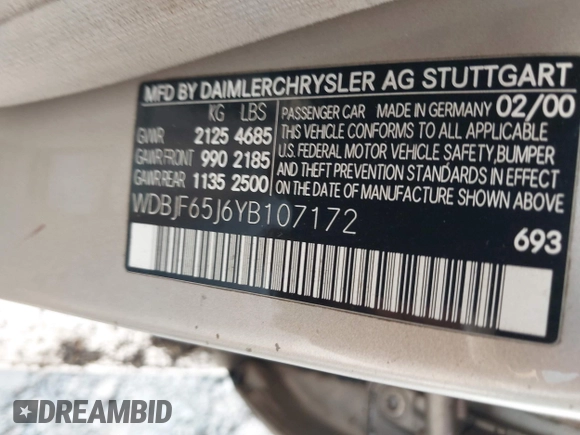 MFD BY DAIMLERCHRYSLER AG STUTTGART
KG LBS
GVWR 2125 4685
GAWR FRONT 990 2185
GAWR REAR 1135 2500
PASSENGER CAR MADE IN GERMANY 02/00
THIS VEHICLE CONFORMS TO ALL APPLICABLE
U.S. FEDERAL MOTOR VEHICLE SAFETY, BUMPER
AND THEFT PREVENTION STANDARDS IN EFFECT
ON THE DATE OF MANUFACTURE SHOWN ABOVE.
WDBJF65J6YB107172
693
DREAMBID